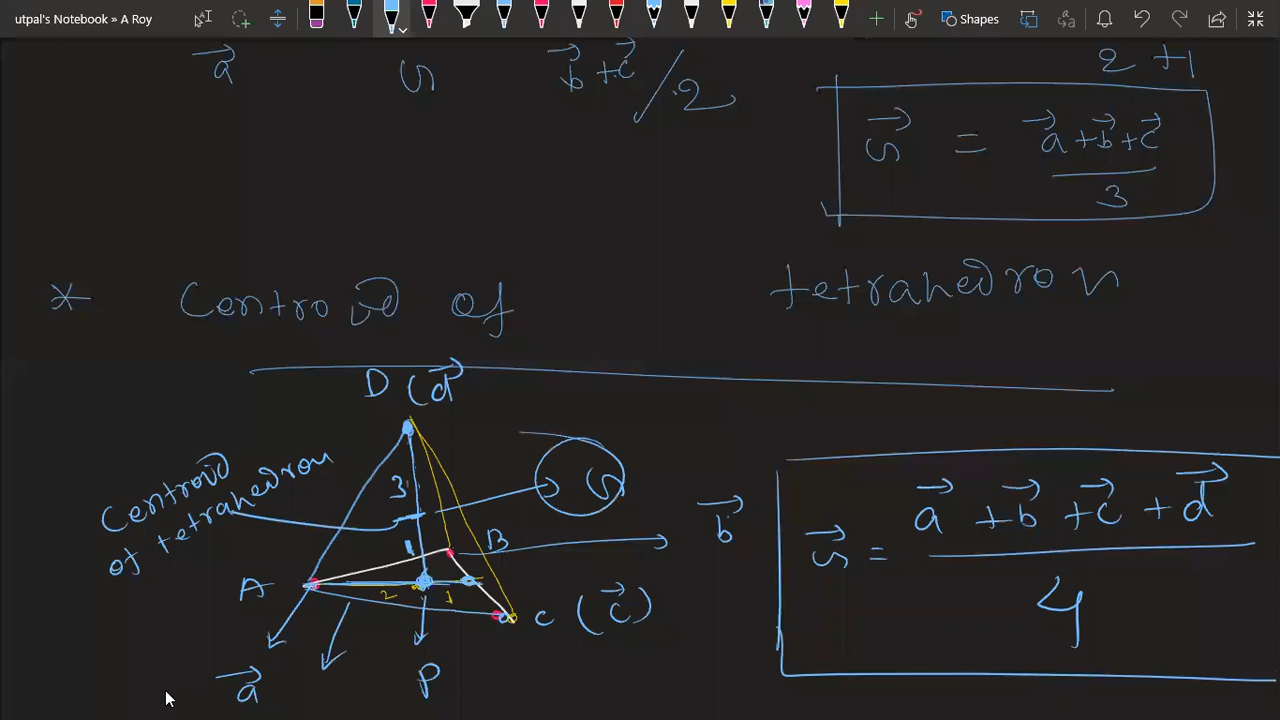 utpal's Notebook » A Roy
Shapes
a⃗ G b⃗+c⃗/2
2+1
G⃗ = a⃗+b⃗+c⃗
3
* Centroid of tetrahedron
D (d⃗
Centroid
of tetrahedron
3
G
1
B b⃗
A
2 1
C (c⃗)
a⃗
P
G⃗ = a⃗+b⃗+c⃗+d⃗
4